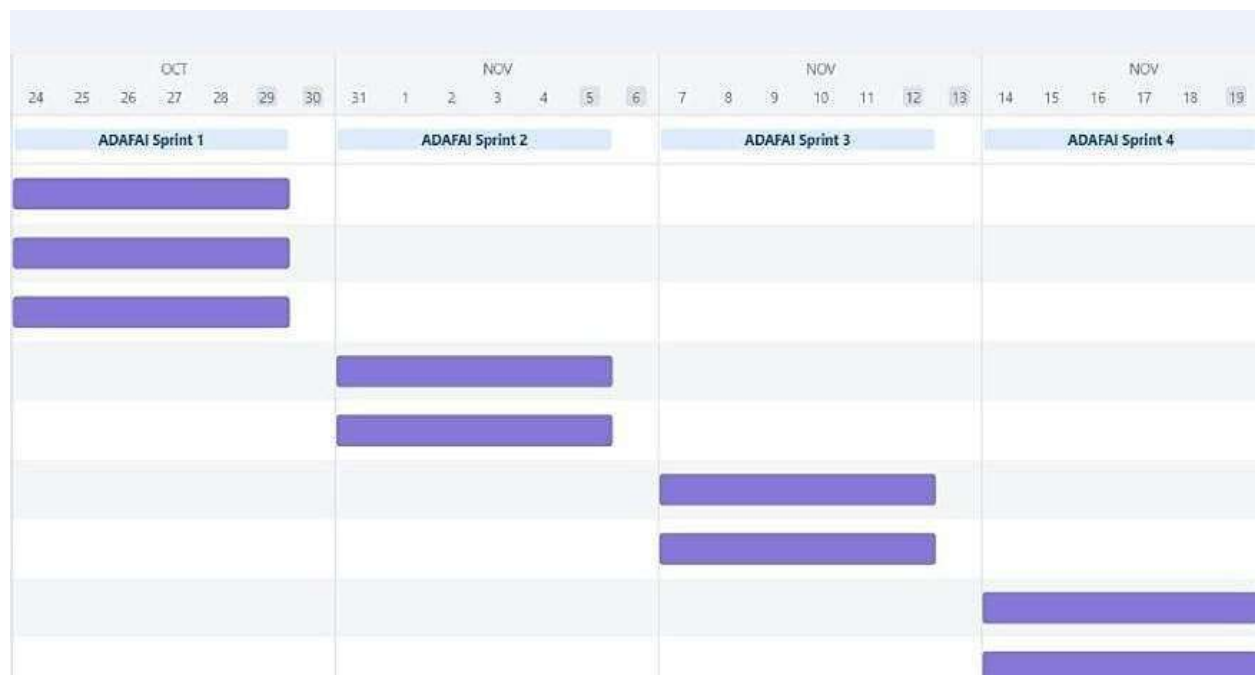 OCT NOV NOV NOV
24 25 26 27 28 29 30 31 1 2 3 4 5 6 7 8 9 10 11 12 13 14 15 16 17 18 19
ADAFAI Sprint 1 ADAFAI Sprint 2 ADAFAI Sprint 3 ADAFAI Sprint 4